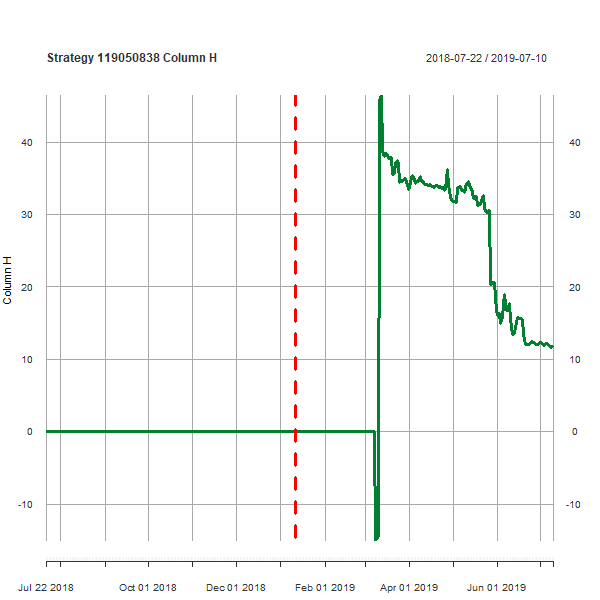 Strategy 119050838 Column H
2018-07-22 / 2019-07-10
Column H
40
30
20
10
0
-10
40
30
20
10
0
-10
Jul 22 2018
Oct 01 2018
Dec 01 2018
Feb 01 2019
Apr 01 2019
Jun 01 2019